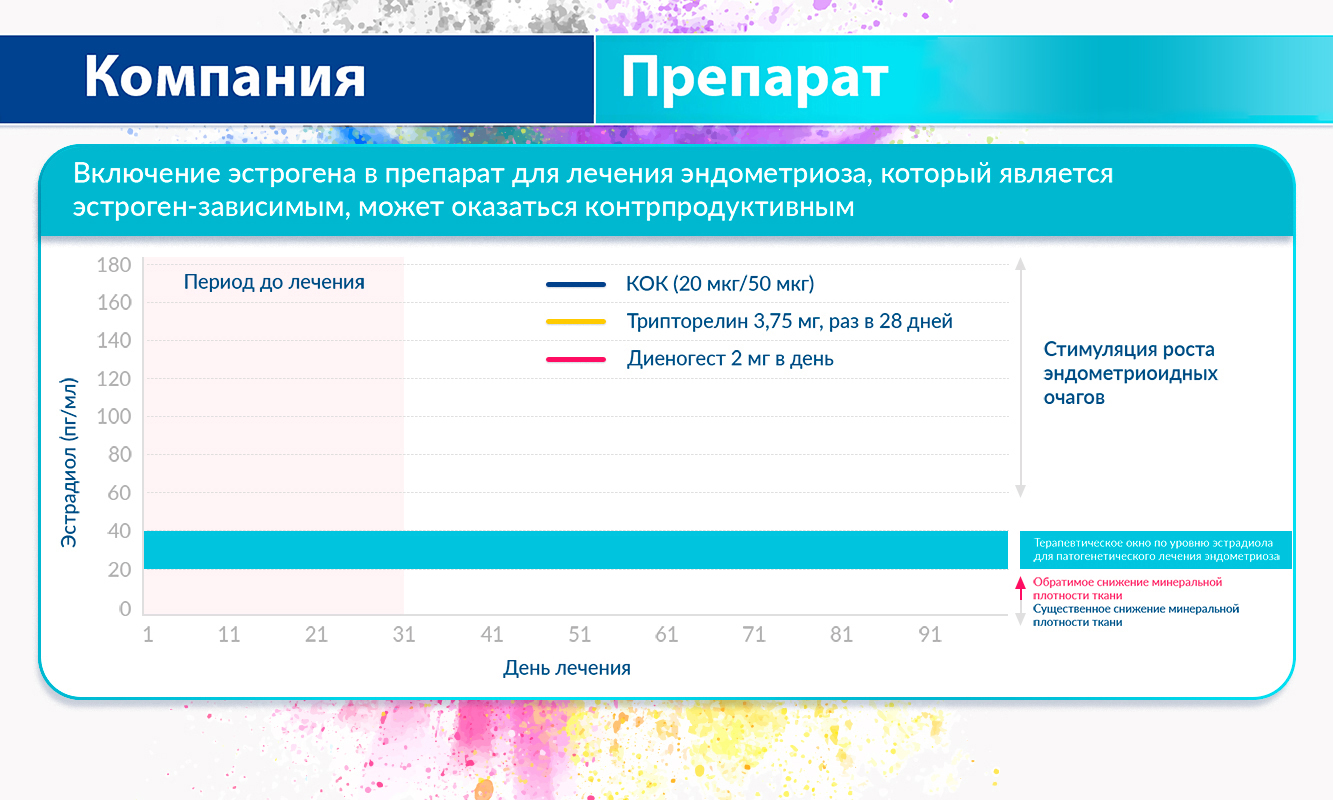 Компания
Препарат
Включение эстрогена в препарат для лечения эндометриоза, который является
эстроген-зависимым, может оказаться контрпродуктивным
180
160
140
120
100
80
60
40
20
0
Эстрадиол (пг/мл)
Период до лечения
КОК (20 мкг/50 мкг)
Трипторелин 3,75 мг, раз в 28 дней
Диеногест 2 мг в день
Стимуляция роста
эндометриоидных
очагов
Терапевтическое окно по уровню эстрадиола
для патогенетического лечения эндометриоза
Обратимое снижение минеральной
плотности ткани
Существенное снижение минеральной
плотности ткани
1 11 21 31 41 51 61 71 81 91
День лечения